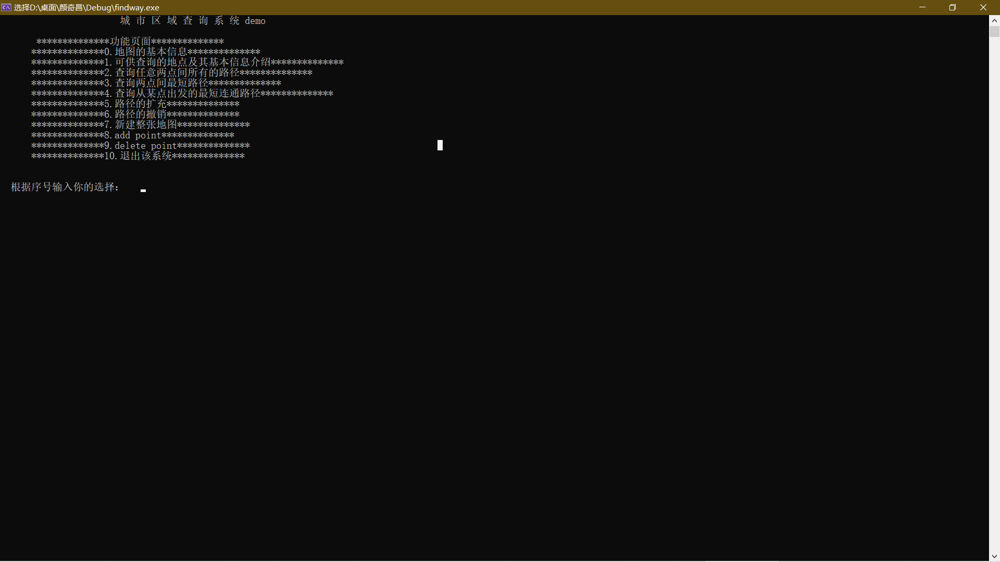 选择D:\桌面\颜奇昌\Debug\findway.exe
城 市 区 域 查 询 系 统 demo
**************功能页面**************
**************0.地图的基本信息**************
**************1.可供查询的地点及其基本信息介绍**************
**************2.查询任意两点间所有的路径**************
**************3.查询两点间最短路径**************
**************4.查询从某点出发的最短连通路径**************
**************5.路径的扩充**************
**************6.路径的撤销**************
**************7.新建整张地图**************
**************8.add point**************
**************9.delete point**************
**************10.退出该系统**************
根据序号输入你的选择：